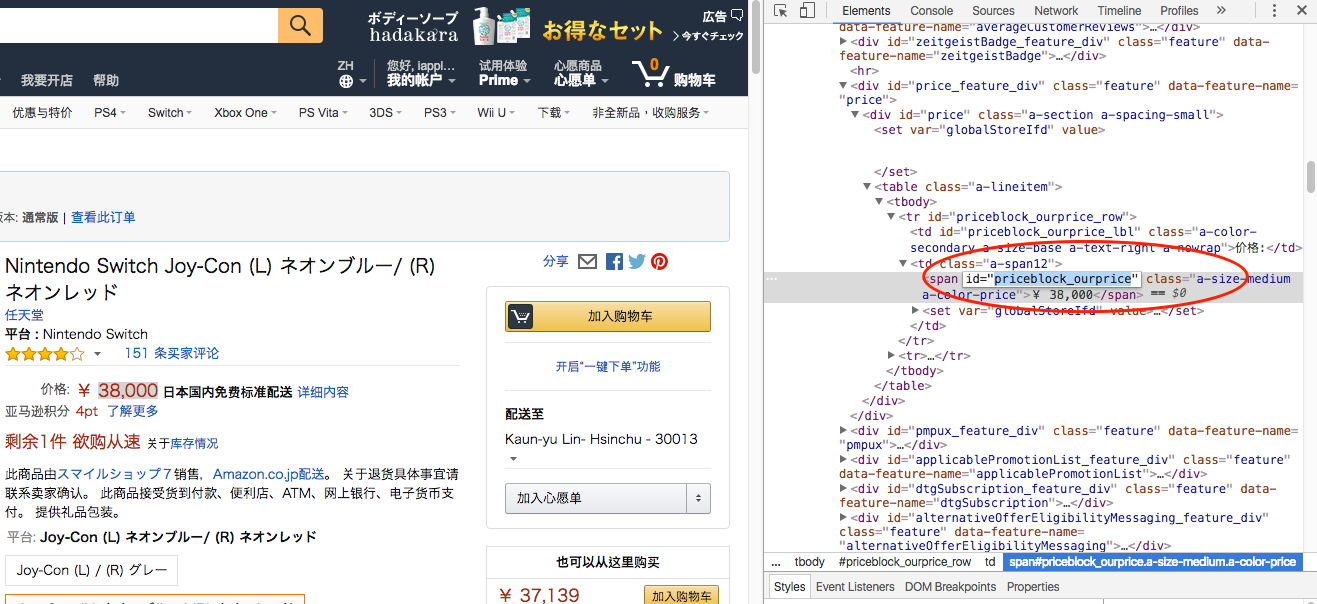 ボディーソープ
hadakara
お得なセット
広告
>今すぐチェック
ZH
您好, iappl...
试用体验
心愿商品
0
我要开店 帮助
我的帐户
Prime
心愿单
购物车
优惠与特价 PS4 Switch Xbox One PS Vita 3DS PS3 Wii U 下载 非全新品，收购服务
版本: 通常版 | 查看此订单
Nintendo Switch Joy-Con (L) ネオンブルー/ (R)
ネオンレッド
任天堂
平台 : Nintendo Switch
151 条买家评论
价格: ￥ 38,000 日本国内免费标准配送 详细内容
亚马逊积分 4pt 了解更多
剩余1件 欲购从速 关于库存情况
此商品由スマイルショップ７销售，Amazon.co.jp配送。 关于退货具体事宜请
联系卖家确认。 此商品接受货到付款、便利店、ATM、网上银行、电子货币支
付。 提供礼品包装。
平台: Joy-Con (L) ネオンブルー/ (R) ネオンレッド
Joy-Con (L) / (R) グレー
分享
加入购物车
开启“一键下单”功能
配送至
Kaun-yu Lin- Hsinchu - 30013
加入心愿单
也可以从这里购买
￥ 37,139
加入购物车
Elements Console Sources Network Timeline Profiles »
data-feature-name="averageCustomerReviews">…</div>
<div id="zeitgeistBadge_feature_div" class="feature" data-
feature-name="zeitgeistBadge">…</div>
<hr>
<div id="price_feature_div" class="feature" data-feature-name=
"price">
<div id="price" class="a-section a-spacing-small">
<set var="globalStoreIfd" value>
</set>
<table class="a-lineitem">
<tbody>
<tr id="priceblock_ourprice_row">
<td id="priceblock_ourprice_lbl" class="a-color-
secondary a-size-base a-text-right a-nowrap">价格:</td>
<td class="a-span12">
<span id="priceblock_ourprice" class="a-size-medium
a-color-price">￥ 38,000</span> == $0
<set var="globalStoreIfd" value>…</set>
</td>
</tr>
<tr>…</tr>
</tbody>
</table>
</div>
</div>
<div id="pmpux_feature_div" class="feature" data-feature-name=
"pmpux">…</div>
<div id="applicablePromotionList_feature_div" class="feature"
data-feature-name="applicablePromotionList">…</div>
<div id="dtgSubscription_feature_div" class="feature" data-
feature-name="dtgSubscription">…</div>
<div id="alternativeOfferEligibilityMessaging_feature_div"
class="feature" data-feature-name=
"alternativeOfferEligibilityMessaging">…</div>
... tbody #priceblock_ourprice_row td span#priceblock_ourprice.a-size-medium.a-color-price
Styles Event Listeners DOM Breakpoints Properties